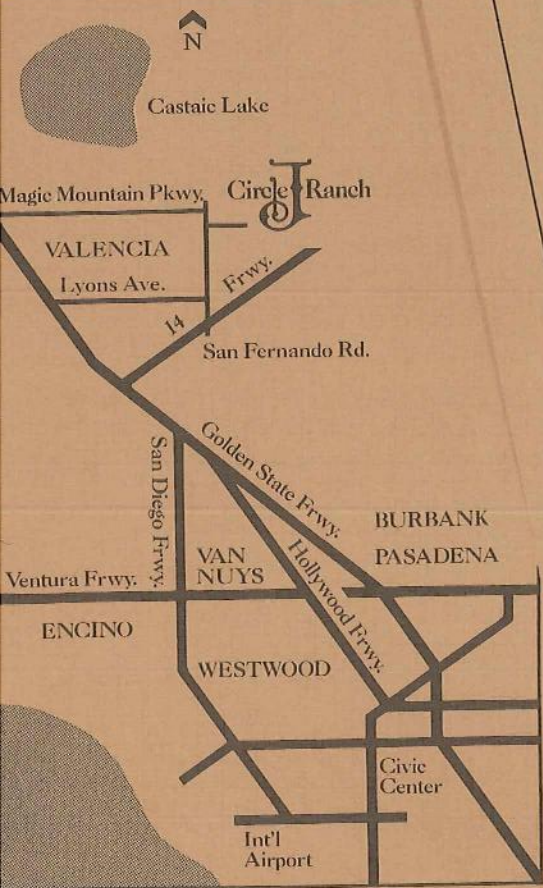 N
Castaic Lake
Magic Mountain Pkwy.
Circle J Ranch
VALENCIA
Lyons Ave.
14 Frwy.
San Fernando Rd.
Golden State Frwy.
San Diego Frwy.
BURBANK
PASADENA
VAN
NUYS
Hollywood Frwy.
Ventura Frwy.
ENCINO
WESTWOOD
Civic
Center
Int'l
Airport